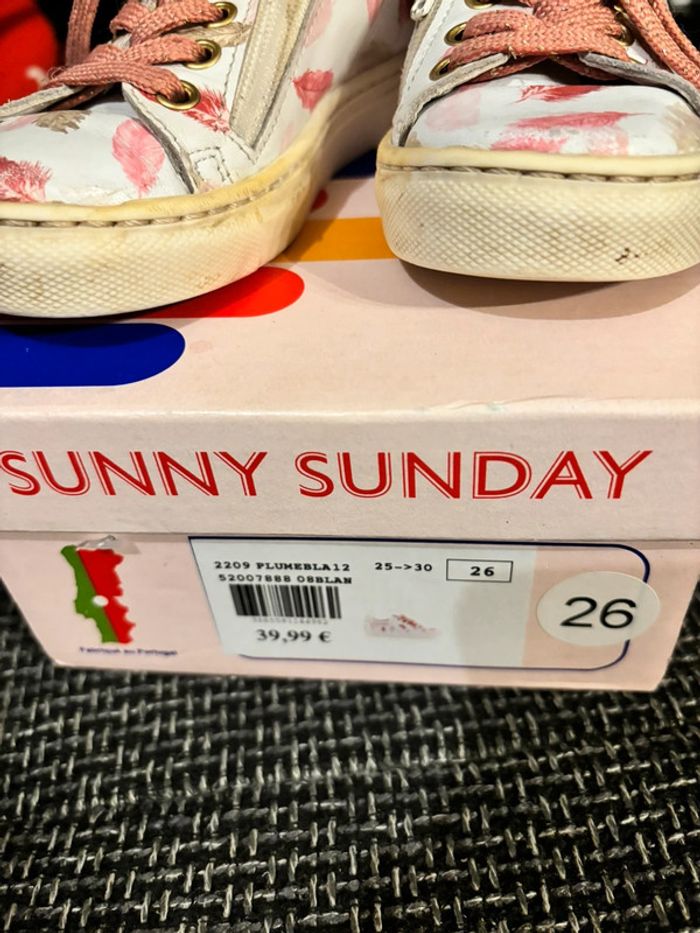 SUNNY SUNDAY
2209 PLUMEBLA12 25->30 26
52007888 08BLAN
39,99 €
26
Fabriqué au Portugal